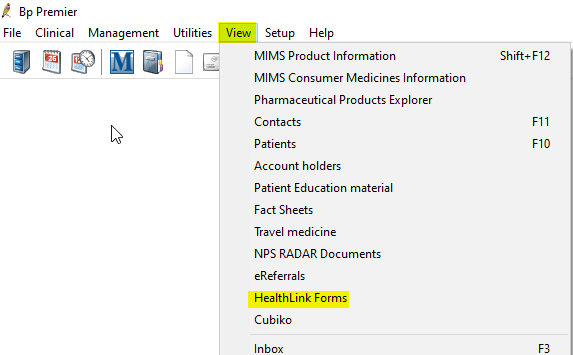 Bp Premier
File Clinical Management Utilities View Setup Help
MIMS Product Information Shift+F12
MIMS Consumer Medicines Information
Pharmaceutical Products Explorer
Contacts F11
Patients F10
Account holders
Patient Education material
Fact Sheets
Travel medicine
NPS RADAR Documents
eReferrals
HealthLink Forms
Cubiko
Inbox F3